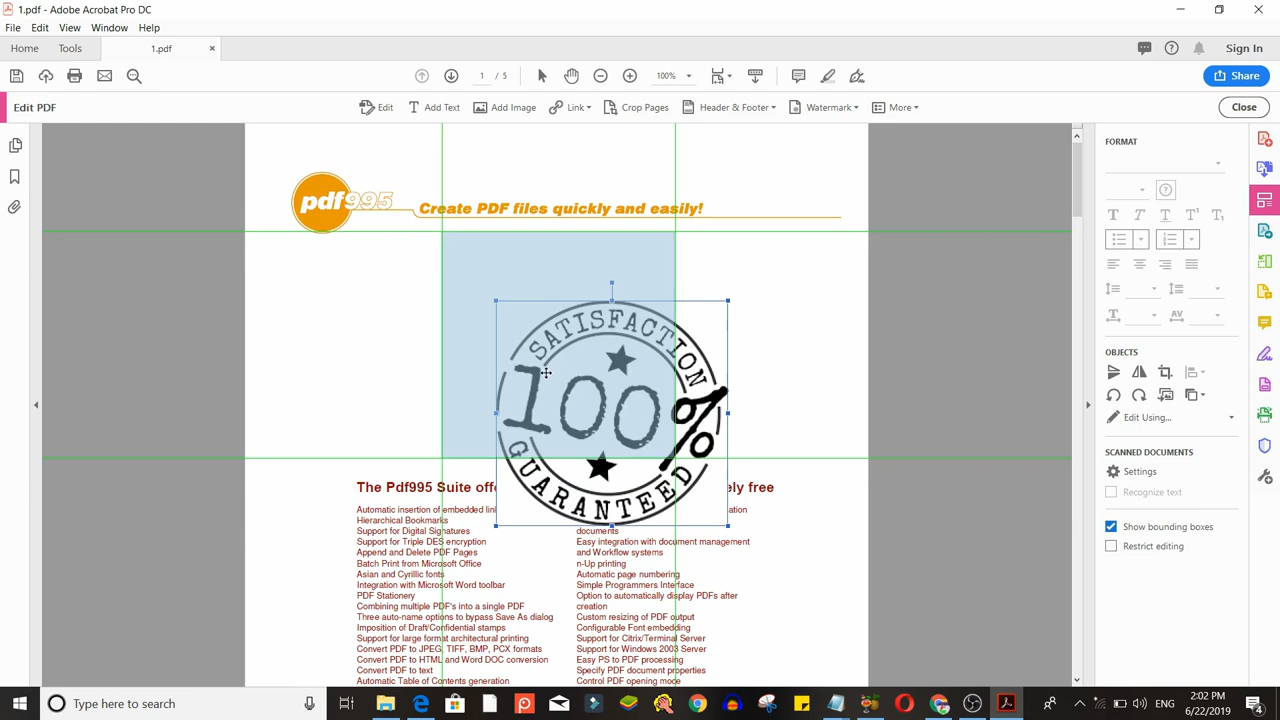 1.pdf - Adobe Acrobat Pro DC
File Edit View Window Help
Home Tools 1.pdf × Sign In
1 / 5 100% Share
Edit PDF Edit Add Text Add Image Link Crop Pages Header & Footer Watermark More Close
FORMAT
pdf995
Create PDF files quickly and easily!
SATISFACTION
100%
GUARANTEED
OBJECTS
Edit Using...
SCANNED DOCUMENTS
Settings
Recognize text
Show bounding boxes
Restrict editing
The Pdf995 Suite offe ely free
Automatic insertion of embedded link
Hierarchical Bookmarks
Support for Digital Signatures
Support for Triple DES encryption
Append and Delete PDF Pages
Batch Print from Microsoft Office
Asian and Cyrillic fonts
Integration with Microsoft Word toolbar
PDF Stationery
Combining multiple PDF's into a single PDF
Three auto-name options to bypass Save As dialog
Imposition of Draft/Confidential stamps
Support for large format architectural printing
Convert PDF to JPEG, TIFF, BMP, PCX formats
Convert PDF to HTML and Word DOC conversion
Convert PDF to text
Automatic Table of Contents generation
ation
documents
Easy integration with document management
and Workflow systems
n-Up printing
Automatic page numbering
Simple Programmers Interface
Option to automatically display PDFs after
creation
Custom resizing of PDF output
Configurable Font embedding
Support for Citrix/Terminal Server
Support for Windows 2003 Server
Easy PS to PDF processing
Specify PDF document properties
Control PDF opening mode
Type here to search
2:02 PM
6/22/2019